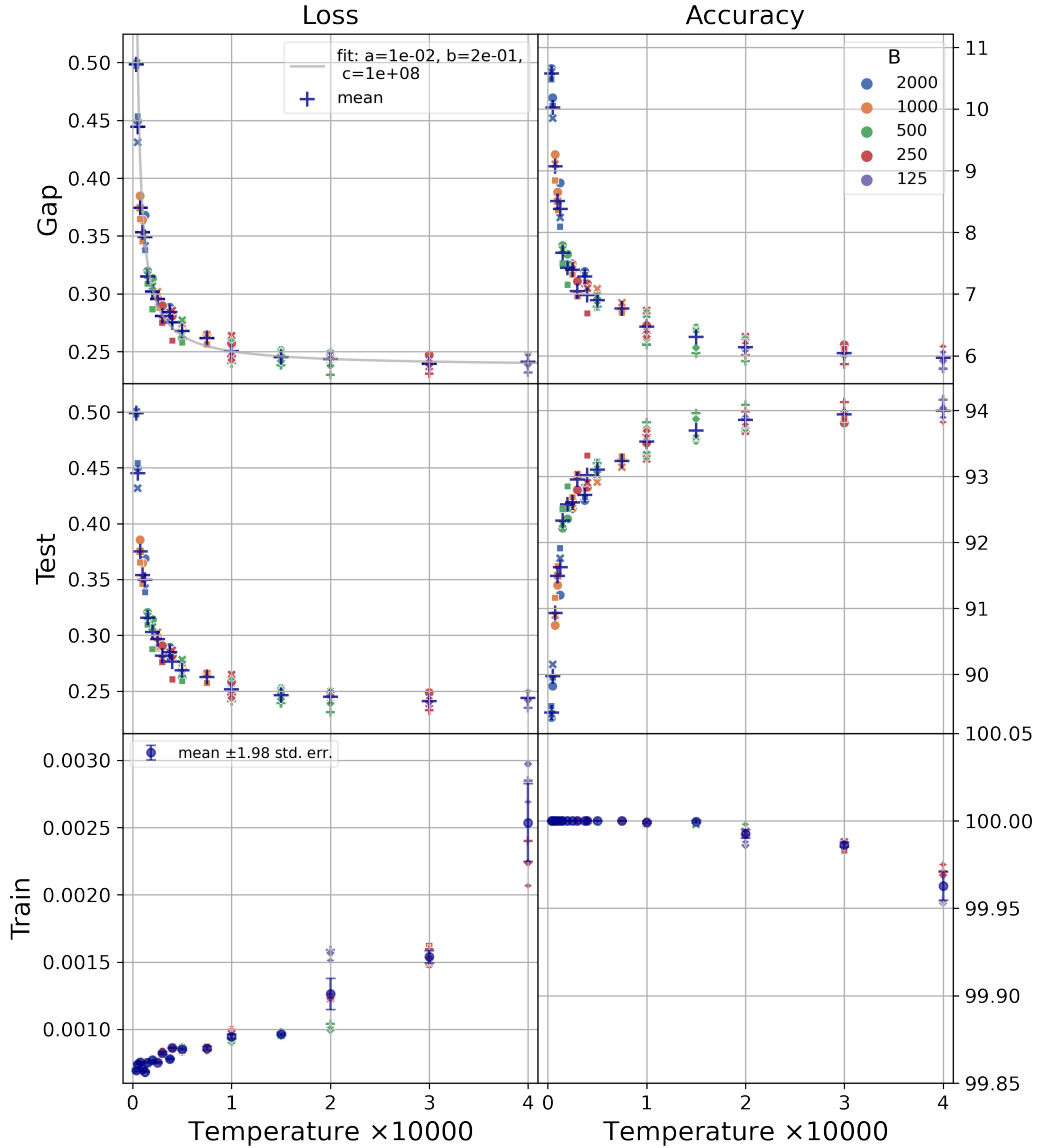 Loss
Accuracy
Gap
0.50
0.45
0.40
0.35
0.30
0.25
fit: a=1e-02, b=2e-01,
c=1e+08
mean
B
2000
1000
500
250
125
11
10
9
8
7
6
Test
0.50
0.45
0.40
0.35
0.30
0.25
94
93
92
91
90
Train
mean ±1.98 std. err.
0.0030
0.0025
0.0020
0.0015
0.0010
100.05
100.00
99.95
99.90
99.85
0 1 2 3 4
0 1 2 3 4
Temperature ×10000
Temperature ×10000